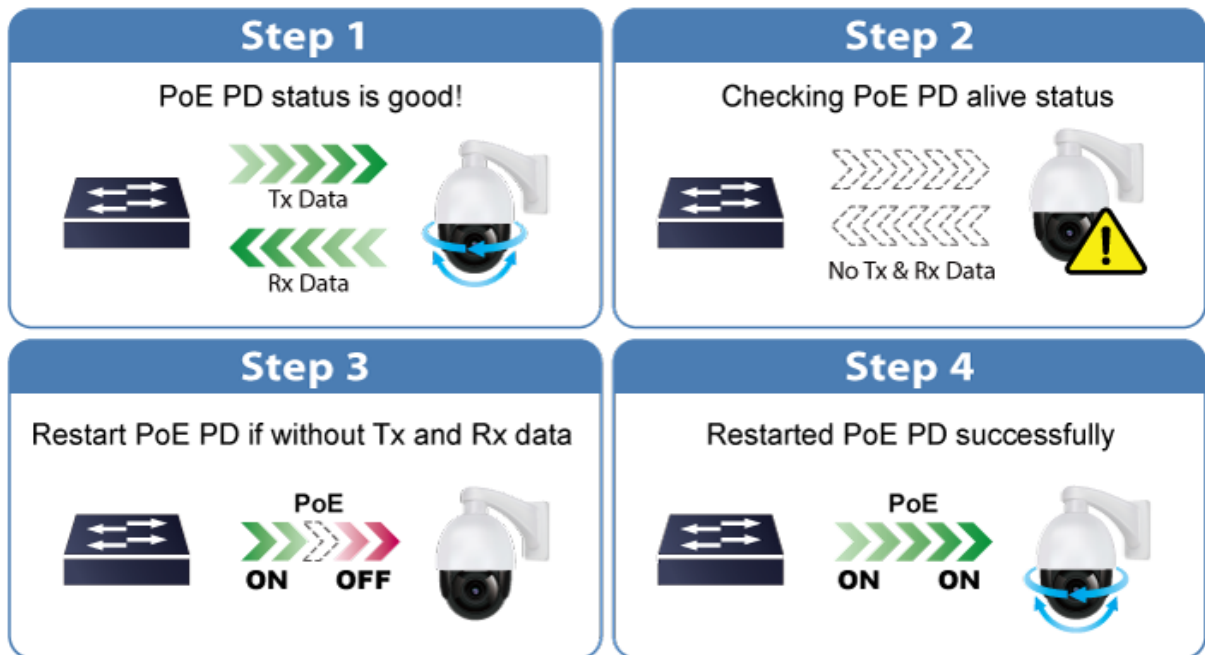 Step 1
PoE PD status is good!
Tx Data
Rx Data
Step 2
Checking PoE PD alive status
No Tx & Rx Data
Step 3
Restart PoE PD if without Tx and Rx data
PoE
ON OFF
Step 4
Restarted PoE PD successfully
PoE
ON ON